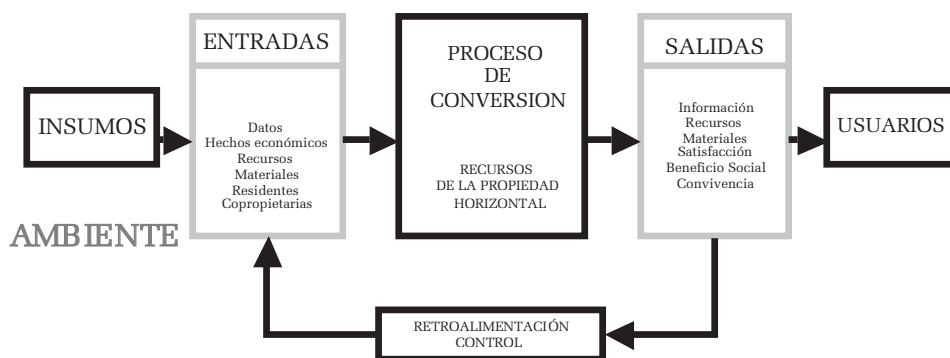 INSUMOS
ENTRADAS
Datos
Hechos económicos
Recursos
Materiales
Residentes
Copropietarias
PROCESO
DE
CONVERSION
RECURSOS
DE LA PROPIEDAD
HORIZONTAL
SALIDAS
Información
Recursos
Materiales
Satisfacción
Beneficio Social
Convivencia
USUARIOS
AMBIENTE
RETROALIMENTACIÓN
CONTROL